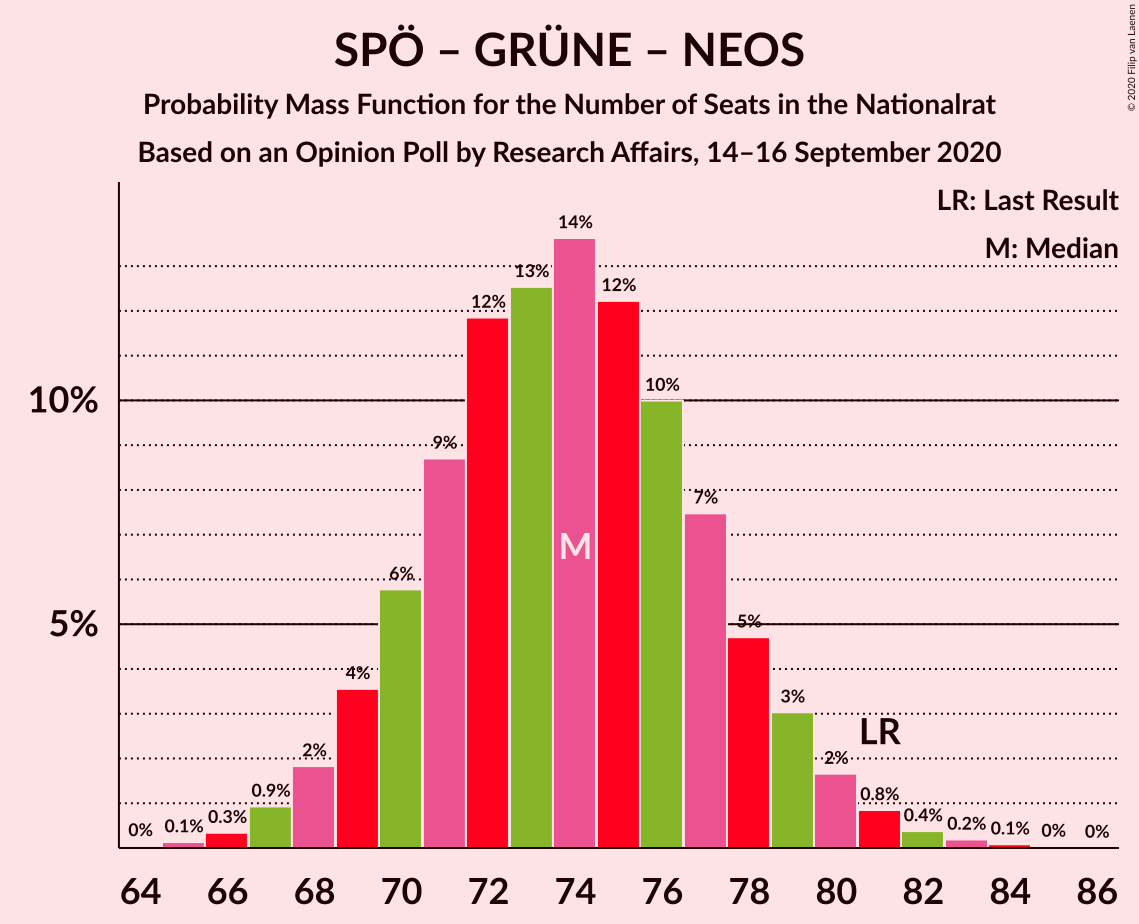 SPÖ – GRÜNE – NEOS
Probability Mass Function for the Number of Seats in the Nationalrat
Based on an Opinion Poll by Research Affairs, 14–16 September 2020
© 2020 Filip van Laenen
LR: Last Result
M: Median
10%
5%
0%
0.1%
0.3%
0.9%
2%
4%
6%
9%
12%
13%
14%
12%
10%
7%
5%
3%
2%
0.8%
0.4%
0.2%
0.1%
0%
0%
M
LR
64 66 68 70 72 74 76 78 80 82 84 86